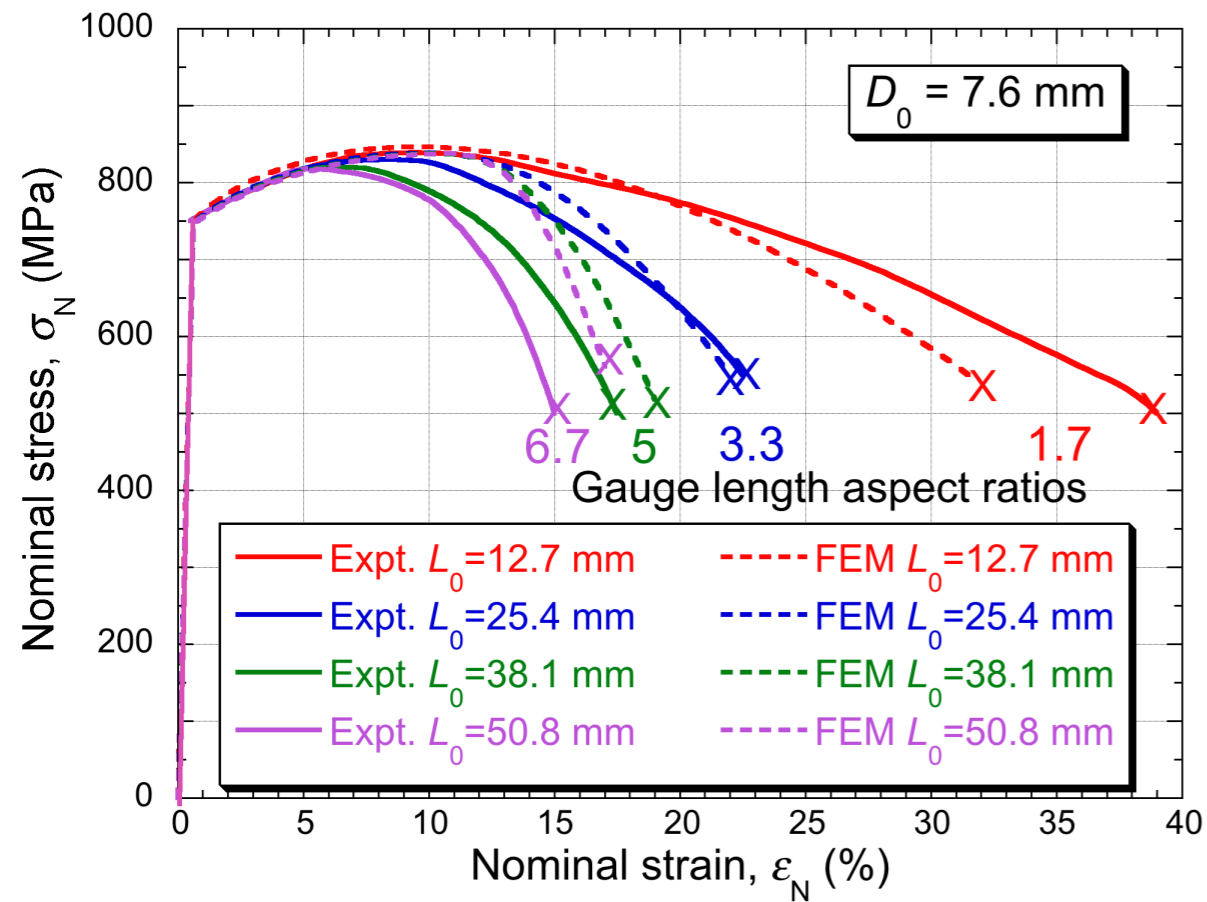 1000
800
600
400
200
0
Nominal stress, σN (MPa)
D0 = 7.6 mm
6.7 5 3.3 1.7
Gauge length aspect ratios
Expt. L0=12.7 mm FEM L0=12.7 mm
Expt. L0=25.4 mm FEM L0=25.4 mm
Expt. L0=38.1 mm FEM L0=38.1 mm
Expt. L0=50.8 mm FEM L0=50.8 mm
0 5 10 15 20 25 30 35 40
Nominal strain, εN (%)